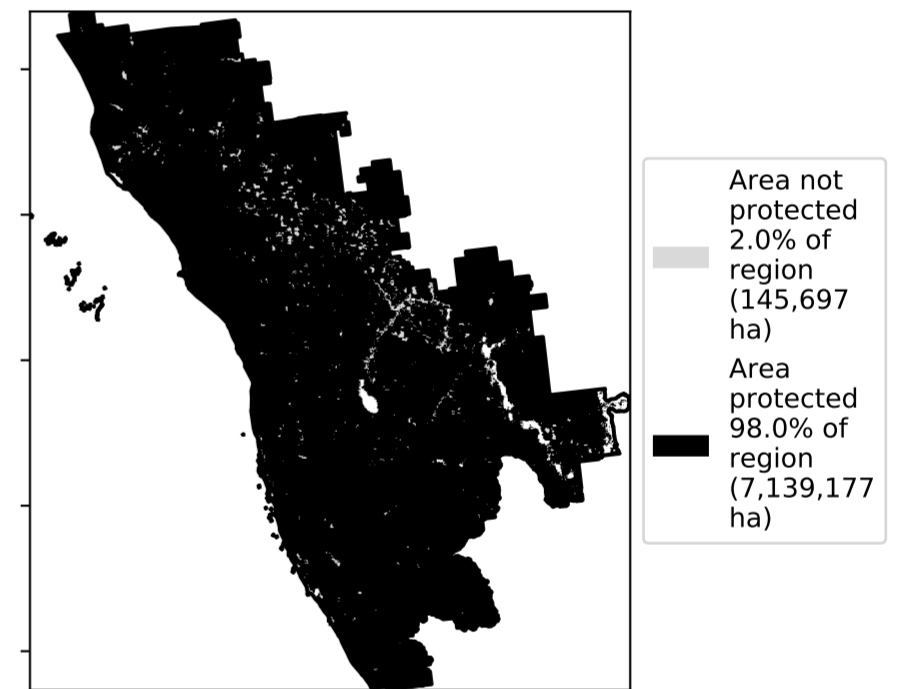 Area not
protected
2.0% of
region
(145,697
ha)
Area
protected
98.0% of
region
(7,139,177
ha)